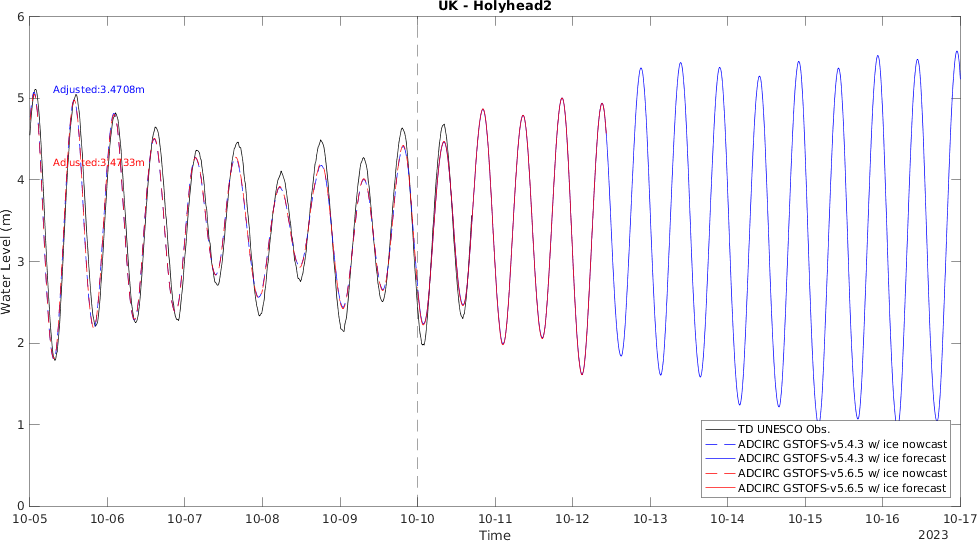 UK - Holyhead2
6
5
4
3
2
1
0
Water Level (m)
Adjusted:3.4708m
Adjusted:3.4733m
TD UNESCO Obs.
ADCIRC GSTOFS-v5.4.3 w/ ice nowcast
ADCIRC GSTOFS-v5.4.3 w/ ice forecast
ADCIRC GSTOFS-v5.6.5 w/ ice nowcast
ADCIRC GSTOFS-v5.6.5 w/ ice forecast
10-05 10-06 10-07 10-08 10-09 10-10 10-11 10-12 10-13 10-14 10-15 10-16 10-17
Time
2023